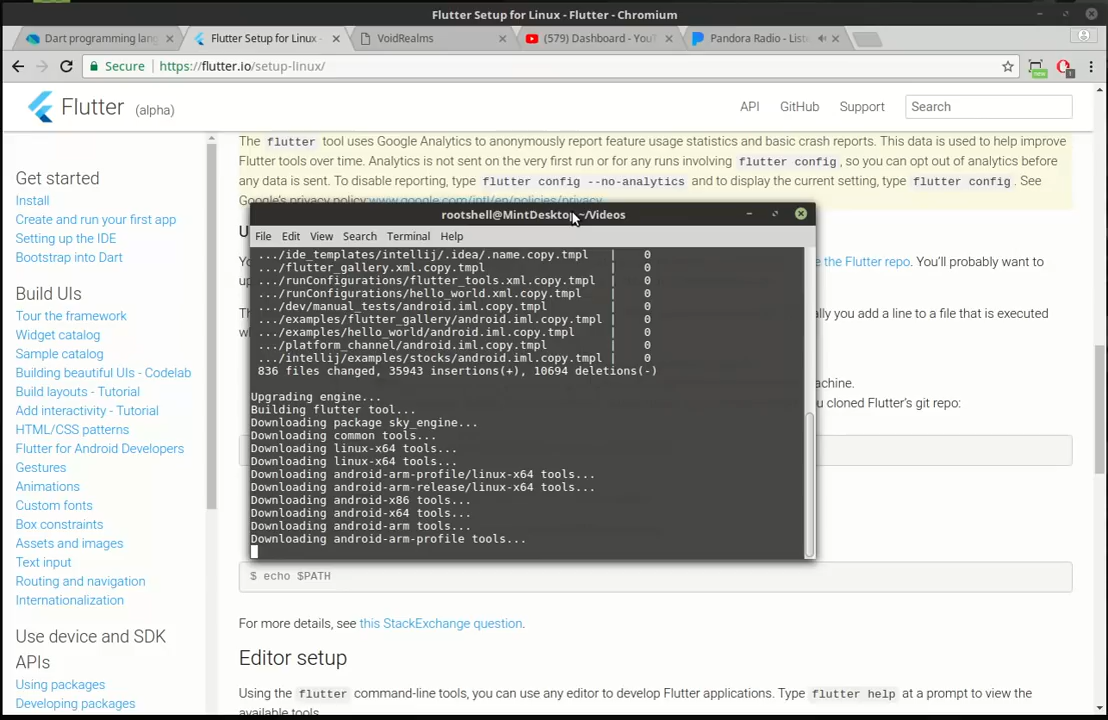 Flutter Setup for Linux - Flutter - Chromium
Dart programming lang
Flutter Setup for Linux -
VoidRealms
(579) Dashboard - YouT
Pandora Radio - Liste
Secure
https://flutter.io/setup-linux/
new
1
Flutter (alpha)
API
GitHub
Support
Search
Get started
Install
Create and run your first app
Setting up the IDE
Bootstrap into Dart
Build UIs
Tour the framework
Widget catalog
Sample catalog
Building beautiful UIs - Codelab
Build layouts - Tutorial
Add interactivity - Tutorial
HTML/CSS patterns
Flutter for Android Developers
Gestures
Animations
Custom fonts
Box constraints
Assets and images
Text input
Routing and navigation
Internationalization
Use device and SDK
APIs
Using packages
Developing packages
The flutter tool uses Google Analytics to anonymously report feature usage statistics and basic crash reports. This data is used to help improve
Flutter tools over time. Analytics is not sent on the very first run or for any runs involving flutter config, so you can opt out of analytics before
any data is sent. To disable reporting, type flutter config --no-analytics and to display the current setting, type flutter config. See
Google's privacy policy: www.google.com/intl/en/policies/privacy.
e the Flutter repo. You'll probably want to
ally you add a line to a file that is executed
achine.
u cloned Flutter's git repo:
rootshell@MintDesktop ~/Videos
File Edit View Search Terminal Help
.../ide_templates/intellij/.idea/.name.copy.tmpl | 0
.../flutter_gallery.xml.copy.tmpl | 0
.../runConfigurations/flutter_tools.xml.copy.tmpl | 0
.../runConfigurations/hello_world.xml.copy.tmpl | 0
.../dev/manual_tests/android.iml.copy.tmpl | 0
.../examples/flutter_gallery/android.iml.copy.tmpl | 0
.../examples/hello_world/android.iml.copy.tmpl | 0
.../platform_channel/android.iml.copy.tmpl | 0
.../intellij/examples/stocks/android.iml.copy.tmpl | 0
836 files changed, 35943 insertions(+), 10694 deletions(-)
Upgrading engine...
Building flutter tool...
Downloading package sky_engine...
Downloading common tools...
Downloading linux-x64 tools...
Downloading linux-x64 tools...
Downloading android-arm-profile/linux-x64 tools...
Downloading android-arm-release/linux-x64 tools...
Downloading android-x86 tools...
Downloading android-x64 tools...
Downloading android-arm tools...
Downloading android-arm-profile tools...
$ echo $PATH
For more details, see this StackExchange question.
Editor setup
Using the flutter command-line tools, you can use any editor to develop Flutter applications. Type flutter help at a prompt to view the
available tools.